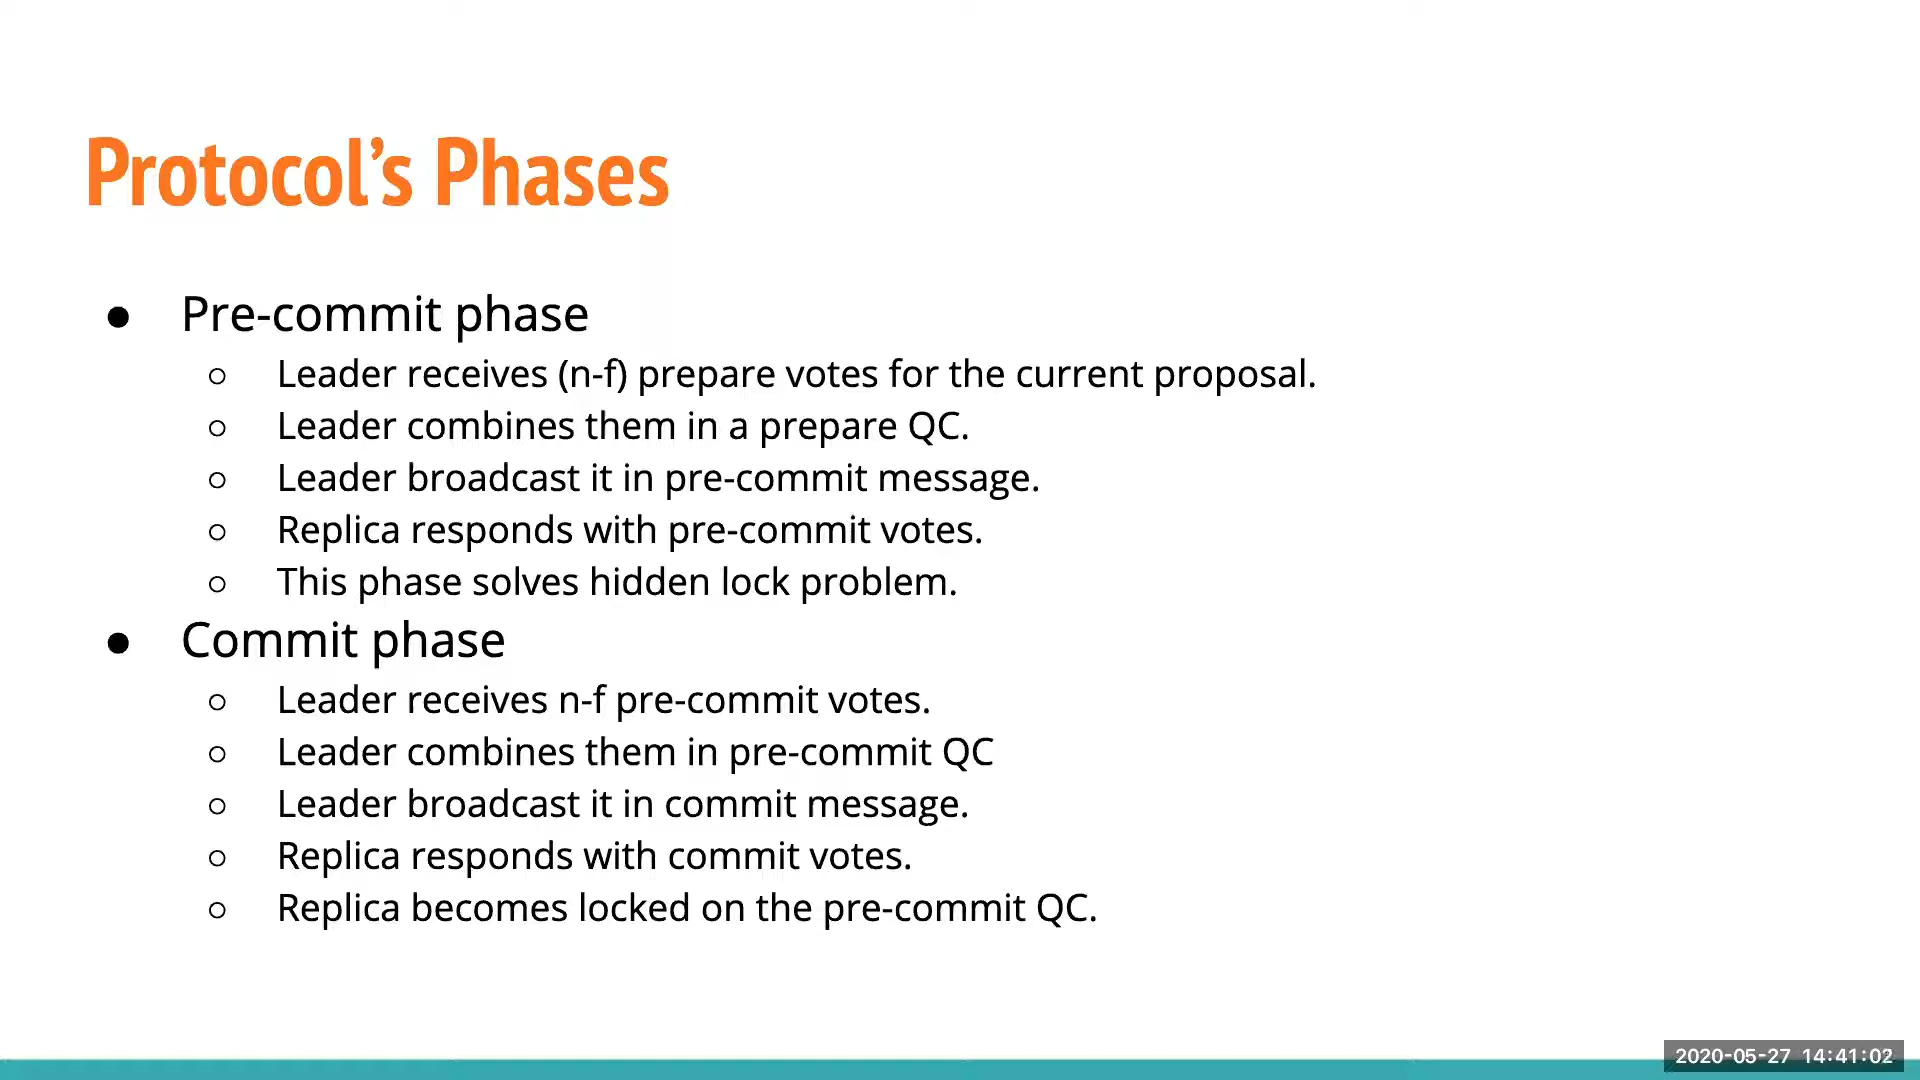 Protocol’s Phases
● Pre-commit phase
○ Leader receives (n-f) prepare votes for the current proposal.
○ Leader combines them in a prepare QC.
○ Leader broadcast it in pre-commit message.
○ Replica responds with pre-commit votes.
○ This phase solves hidden lock problem.
● Commit phase
○ Leader receives n-f pre-commit votes.
○ Leader combines them in pre-commit QC
○ Leader broadcast it in commit message.
○ Replica responds with commit votes.
○ Replica becomes locked on the pre-commit QC.
2020-05-27 14:41:02